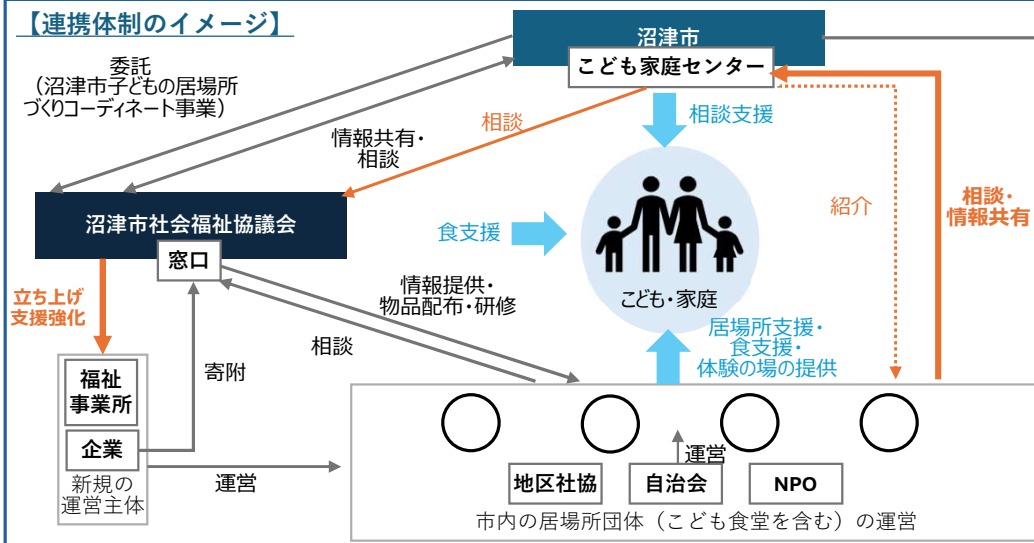 【連携体制のイメージ】
沼津市
こども家庭センター
委託
（沼津市子どもの居場所
づくりコーディネート事業）
情報共有・
相談
相談
相談支援
紹介
相談・
情報共有
沼津市社会福祉協議会
窓口
食支援
こども・家庭
立ち上げ
支援強化
情報提供・
物品配布・研修
相談
寄附
居場所支援・
食支援・
体験の場の提供
福祉
事業所
企業
新規の
運営主体
運営
運営
地区社協
自治会
NPO
市内の居場所団体（こども食堂を含む）の運営